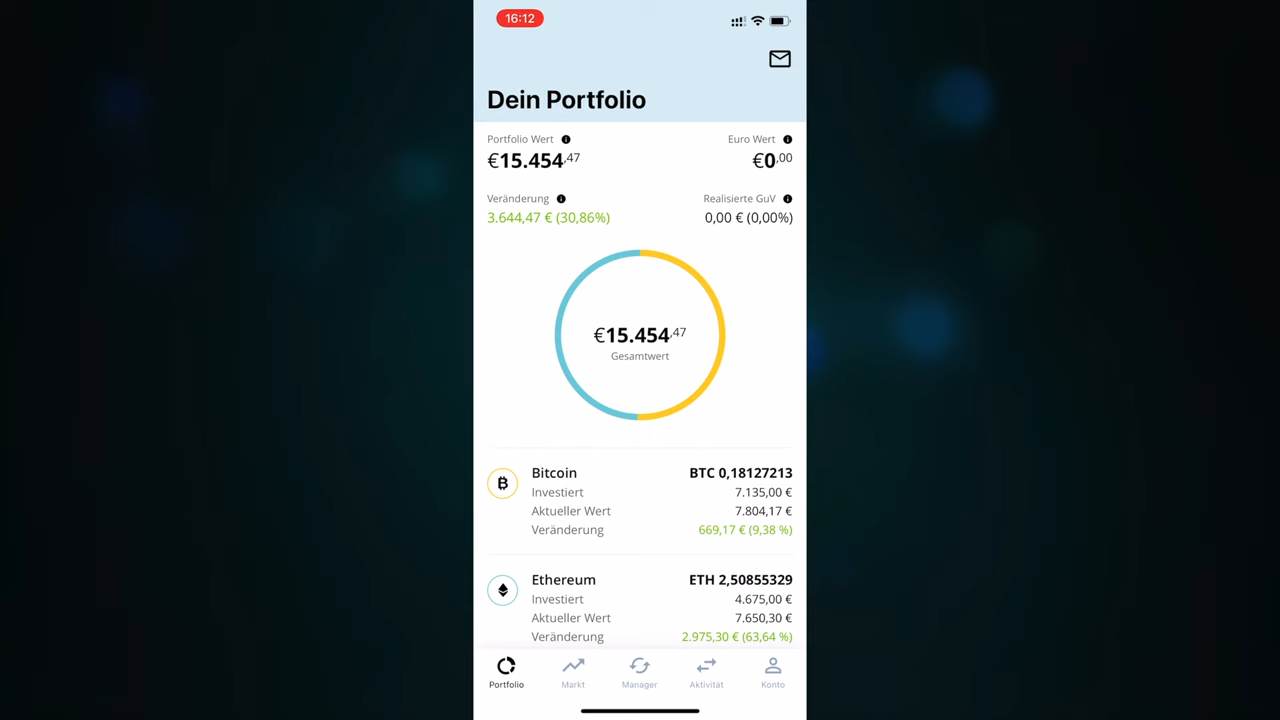 16:12
Dein Portfolio
Portfolio Wert Euro Wert
€15.454,47 €0,00
Veränderung Realisierte GuV
3.644,47 € (30,86%) 0,00 € (0,00%)
€15.454,47
Gesamtwert
Bitcoin BTC 0,18127213
Investiert 7.135,00 €
Aktueller Wert 7.804,17 €
Veränderung 669,17 € (9,38 %)
Ethereum ETH 2,50855329
Investiert 4.675,00 €
Aktueller Wert 7.650,30 €
Veränderung 2.975,30 € (63,64 %)
Portfolio Markt Manager Aktivität Konto